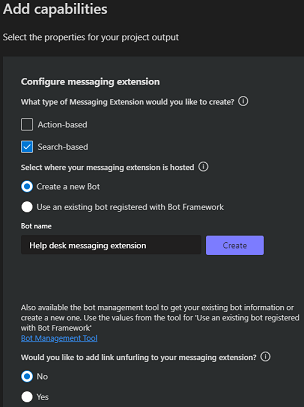 Add capabilities
Select the properties for your project output
Configure messaging extension
What type of Messaging Extension would you like to create?
Action-based
Search-based
Select where your messaging extension is hosted
Create a new Bot
Use an existing bot registered with Bot Framework
Bot name
Help desk messaging extension
Create
Also available the bot management tool to get your existing bot information or
create a new one. Use the values from the tool for 'Use an existing bot registered
with Bot Framework'
Bot Management Tool
Would you like to add link unfurling to your messaging extension?
No
Yes